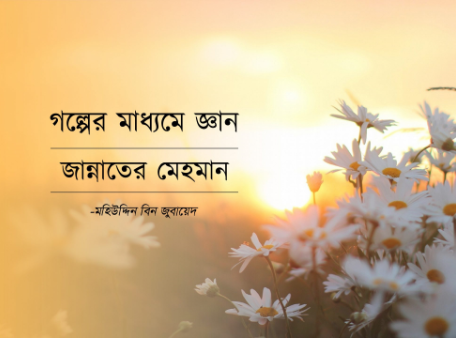 গল্পের মাধ্যমে জ্ঞান
জান্নাতের মেহমান
-মহিউদ্দিন বিন জুবায়েদ